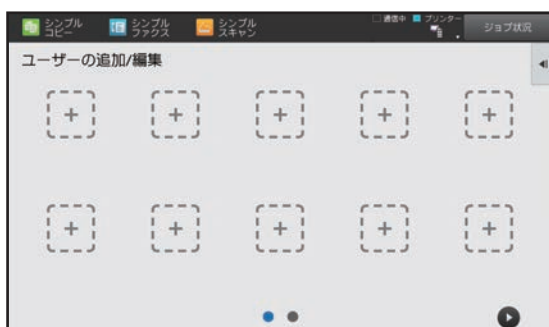 シンプル
コピー
シンプル
ファクス
シンプル
スキャン
通信中
プリンター
ジョブ状況
ユーザーの追加/編集